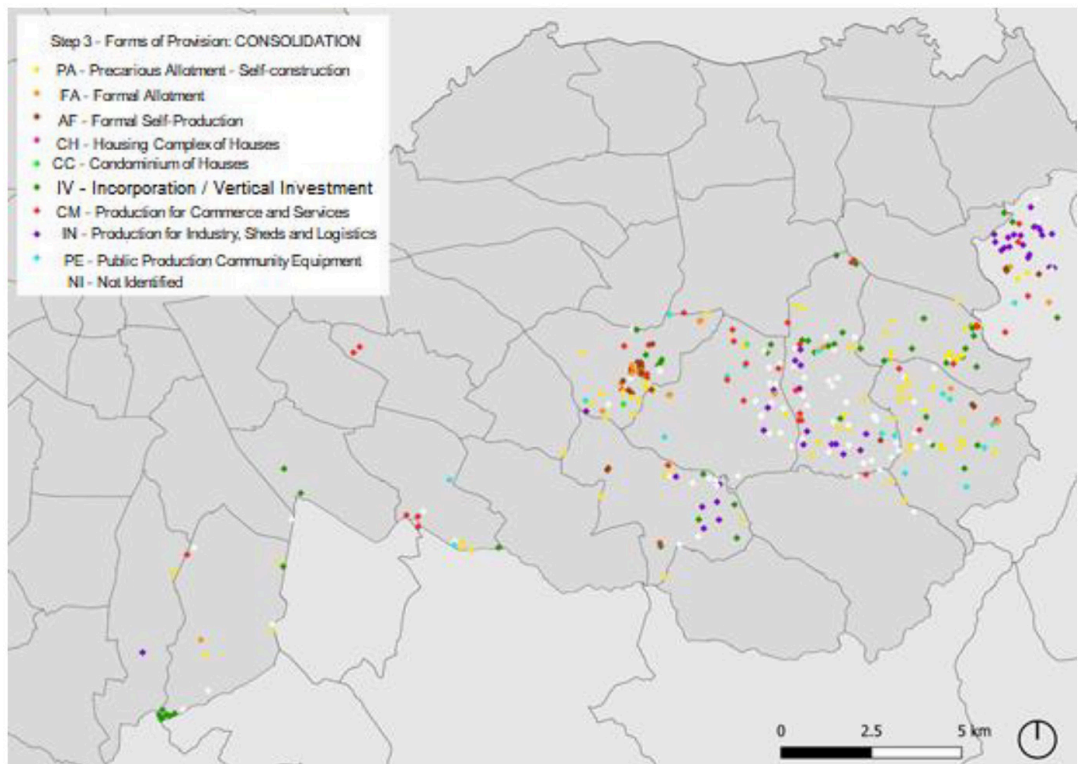 Step 3 - Forms of Provision: CONSOLIDATION
PA - Precarious Allotment - Self-construction
FA - Formal Allotment
AF - Formal Self-Production
CH - Housing Complex of Houses
CC - Condominium of Houses
IV - Incorporation / Vertical Investment
CM - Production for Commerce and Services
IN - Production for Industry, Sheds and Logistics
PE - Public Production Community Equipment
NI - Not Identified
0 2.5 5 km